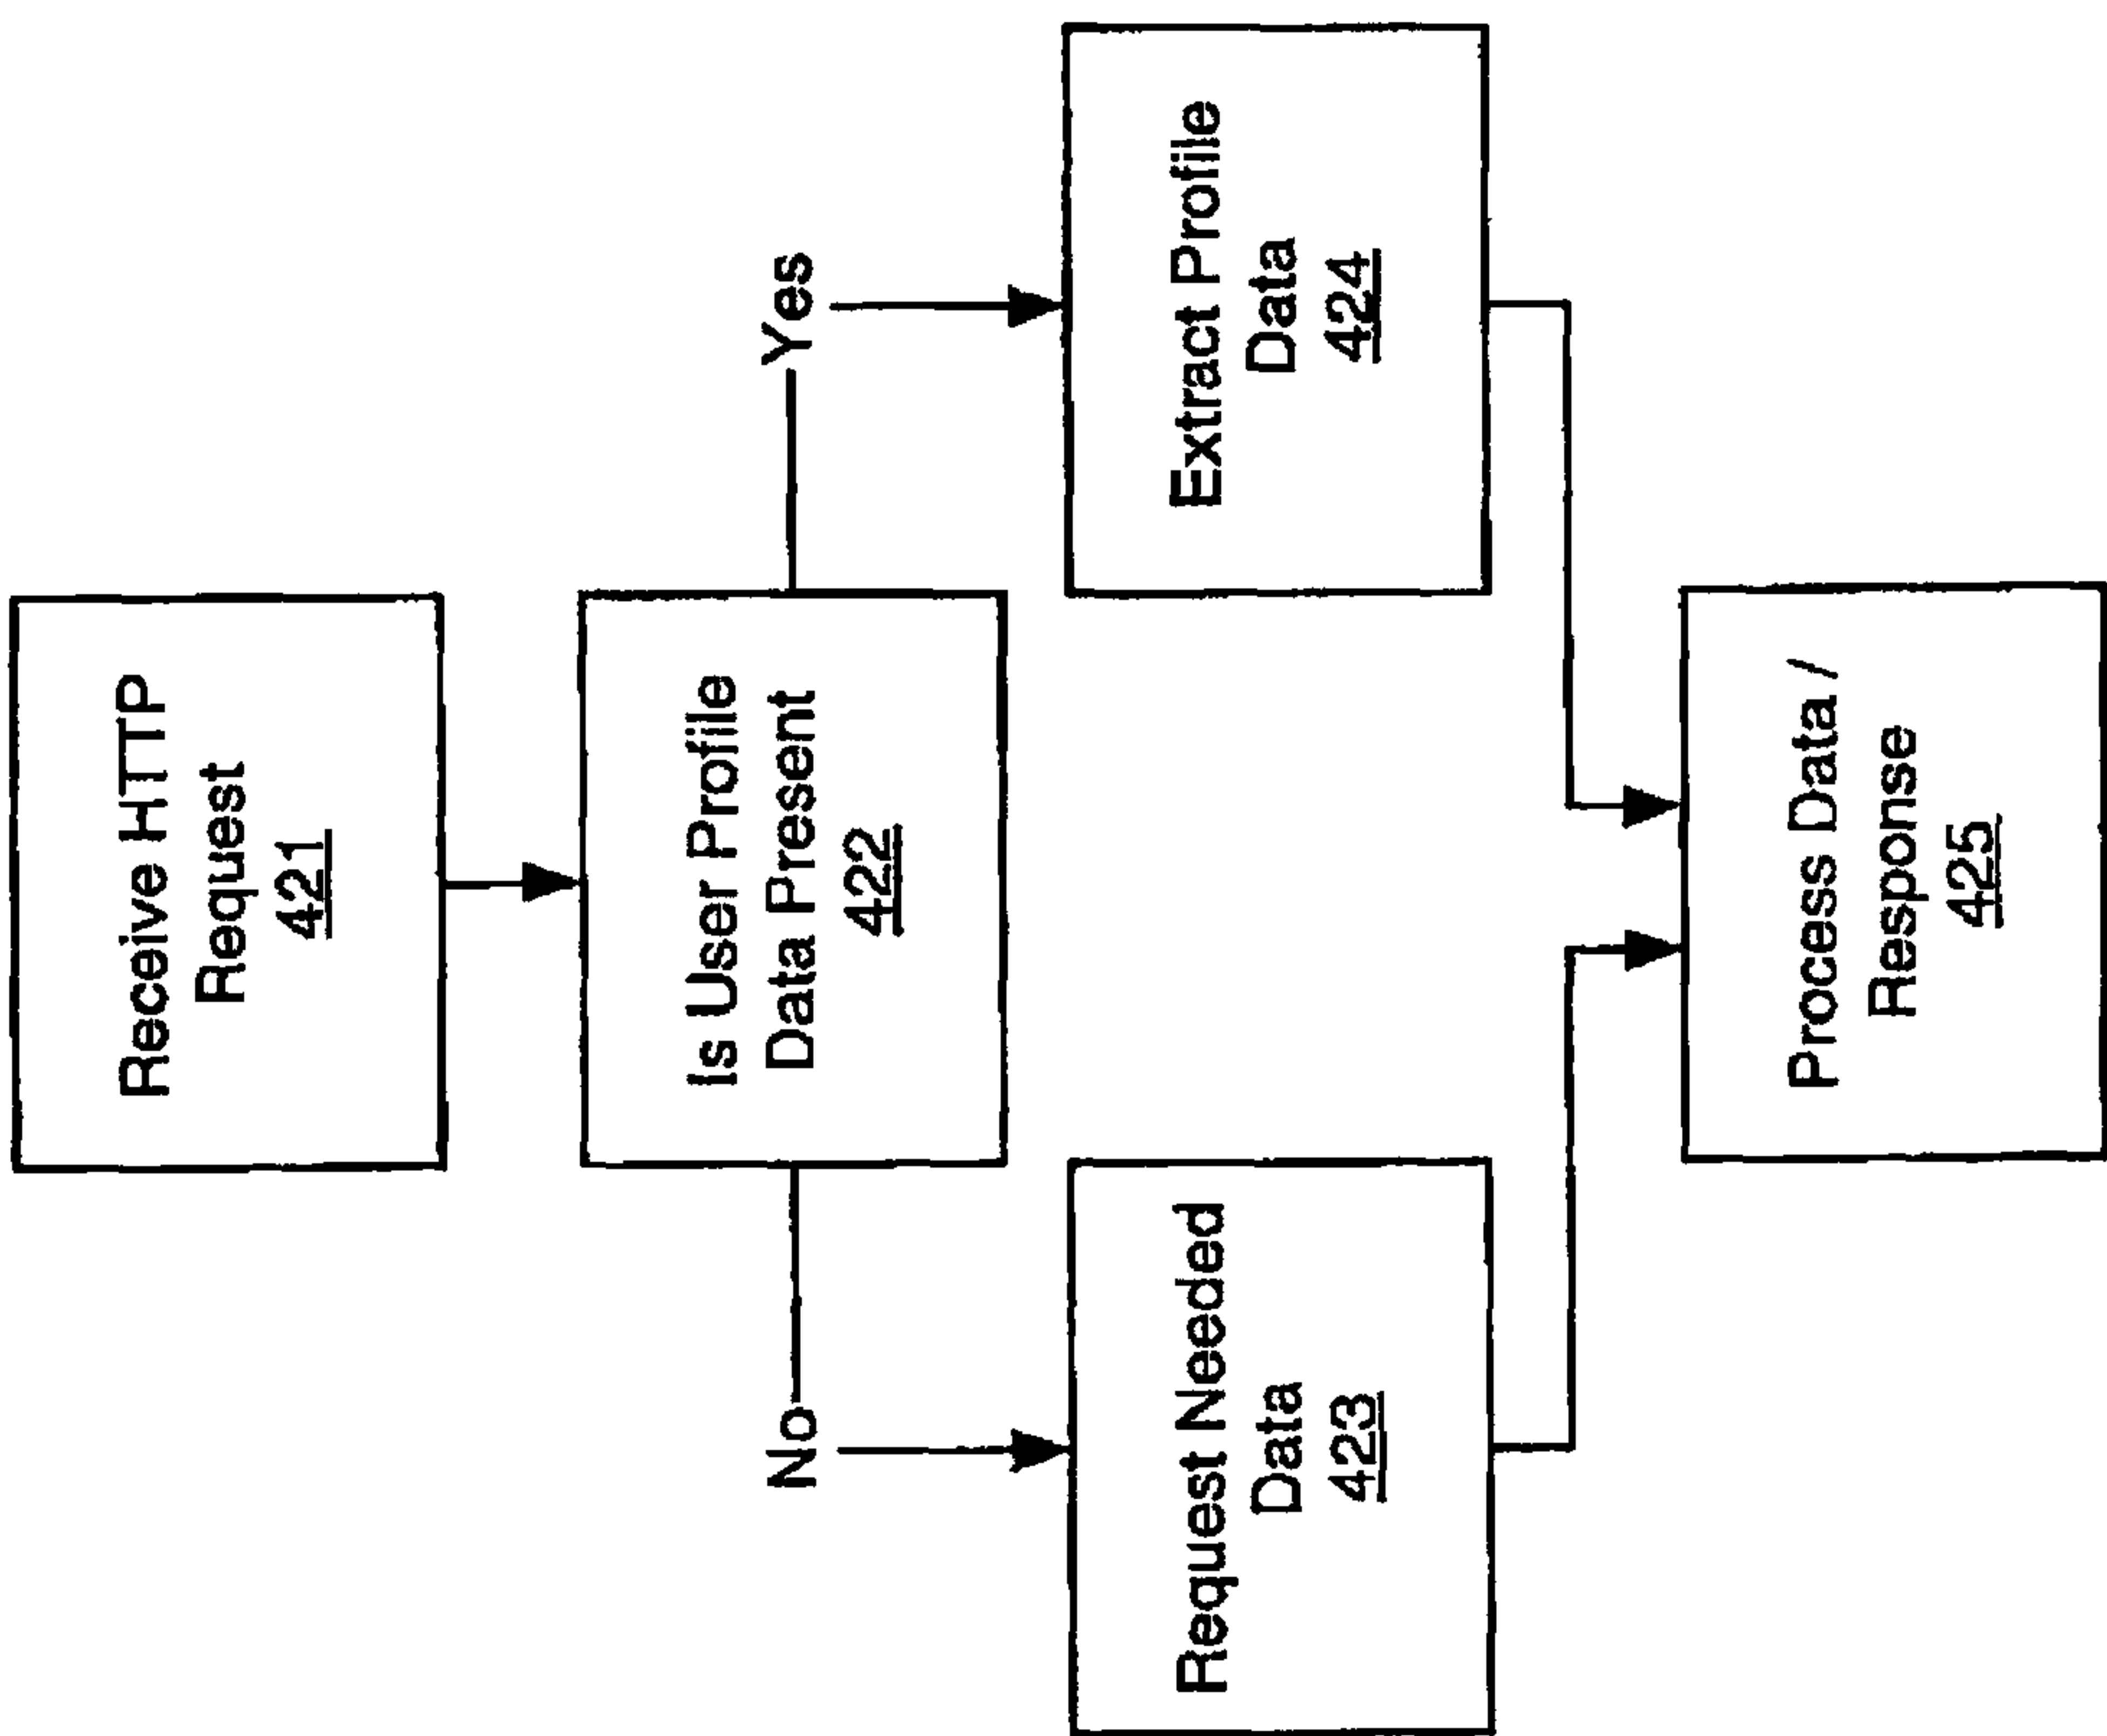 Receive HTTP
Request
421
Is User Profile
Data Present
422
No
Yes
Request Needed
Data
423
Extract Profile
Data
424
Process Data /
Response
425